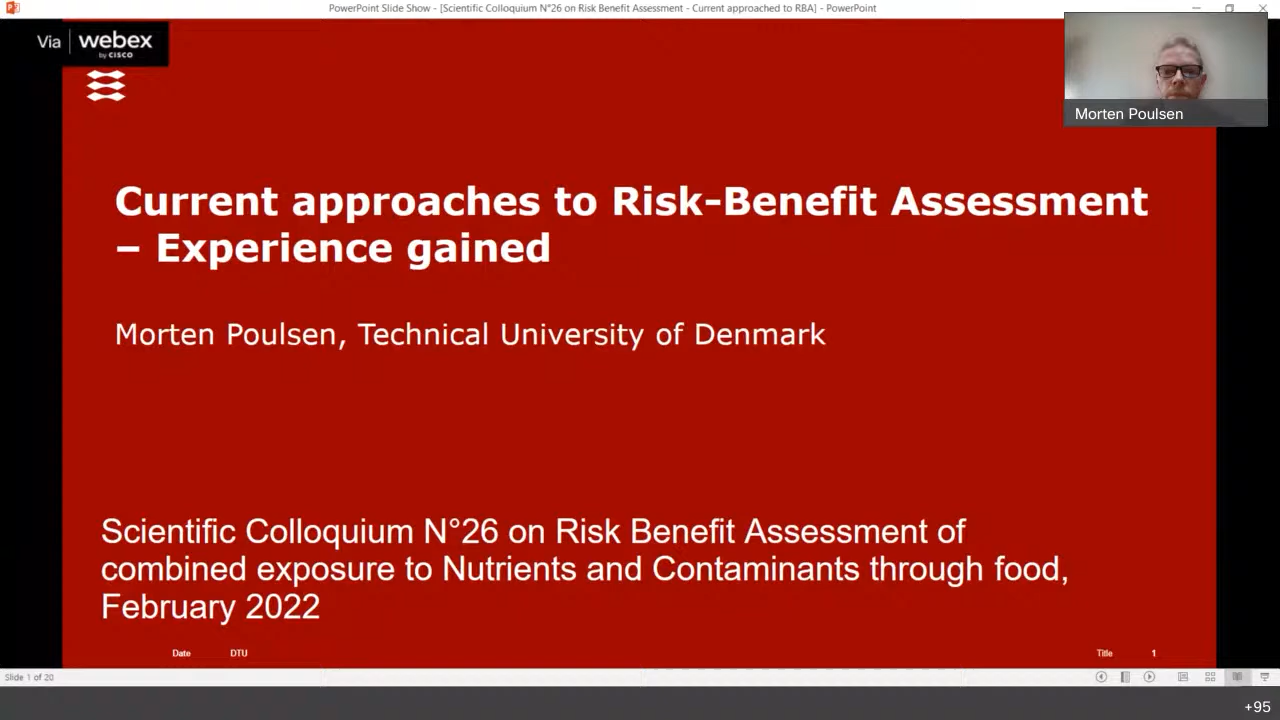 PowerPoint Slide Show - [Scientific Colloquium N°26 on Risk Benefit Assessment - Current approached to RBA] - PowerPoint
Via webex
by CISCO
Morten Poulsen
Current approaches to Risk-Benefit Assessment
– Experience gained
Morten Poulsen, Technical University of Denmark
Scientific Colloquium N°26 on Risk Benefit Assessment of
combined exposure to Nutrients and Contaminants through food,
February 2022
Date DTU Title 1
Slide 1 of 20
+95